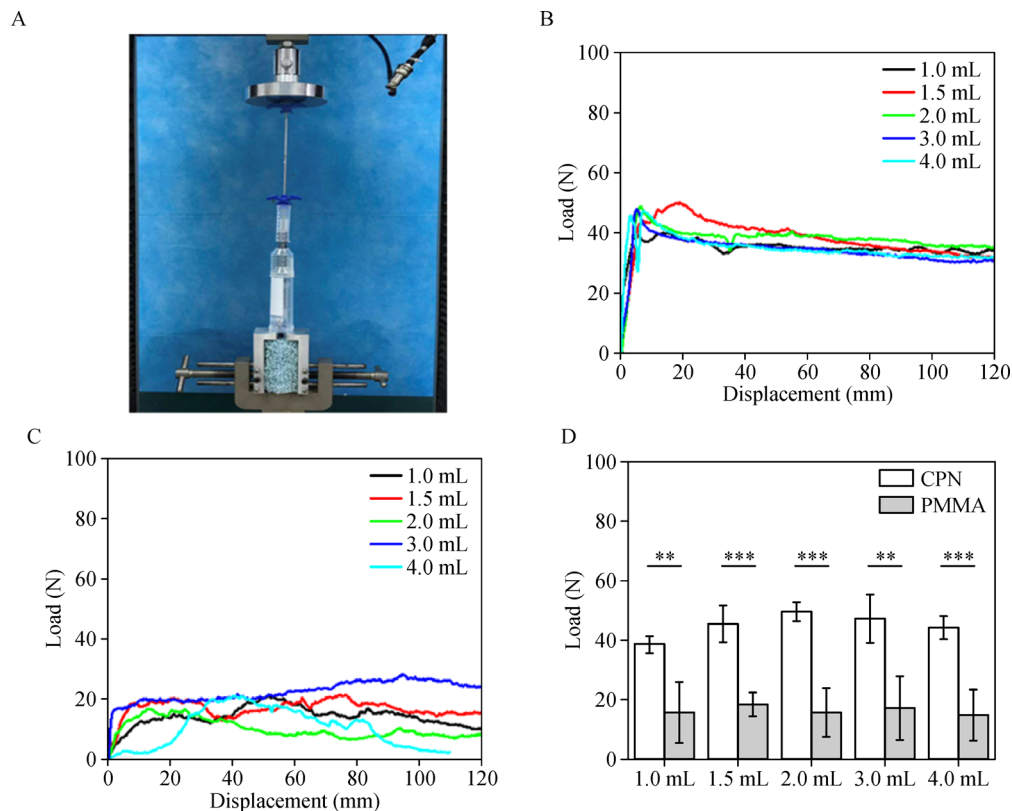 A
B
100
80
60
40
20
0
Load (N)
0 20 40 60 80 100 120
Displacement (mm)
1.0 mL
1.5 mL
2.0 mL
3.0 mL
4.0 mL
C
100
80
60
40
20
0
Load (N)
0 20 40 60 80 100 120
Displacement (mm)
1.0 mL
1.5 mL
2.0 mL
3.0 mL
4.0 mL
D
100
80
60
40
20
0
Load (N)
CPN
PMMA
** *** *** ** ***
1.0 mL 1.5 mL 2.0 mL 3.0 mL 4.0 mL